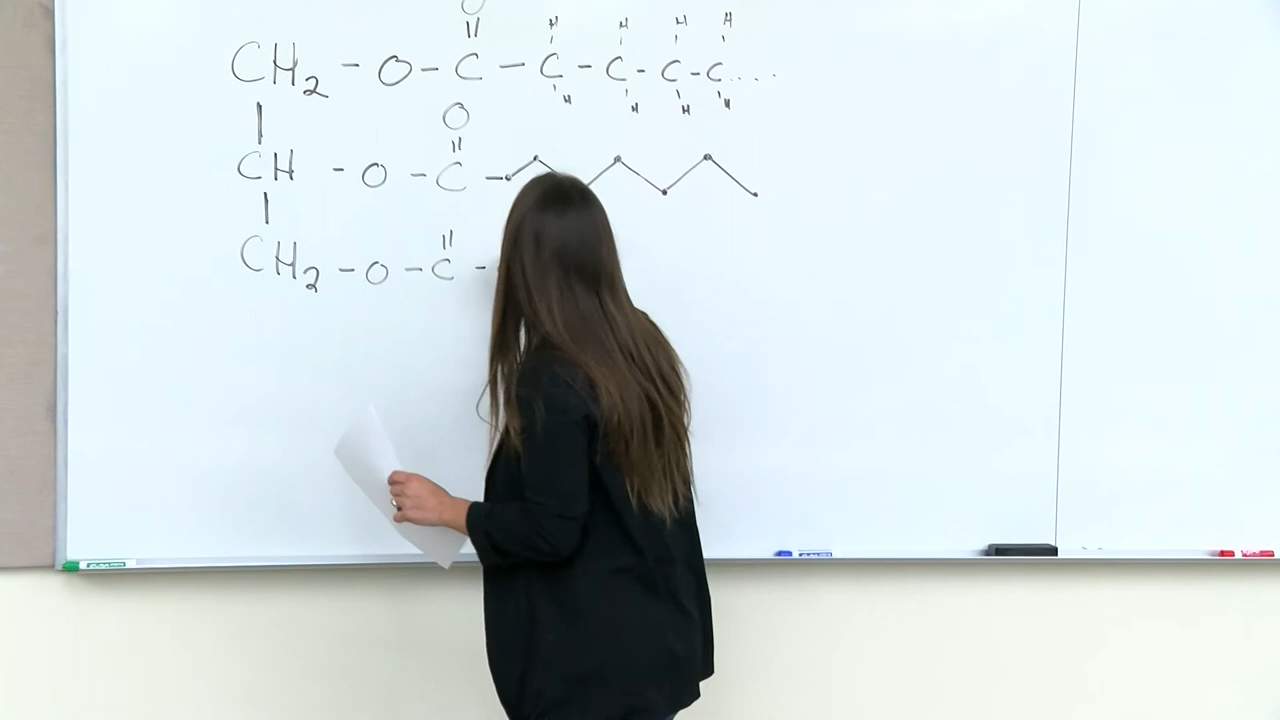 O
H H H H
CH2 - O - C - C - C - C - C ....
H H H H
O
CH - O - C -
CH2 - O - C -